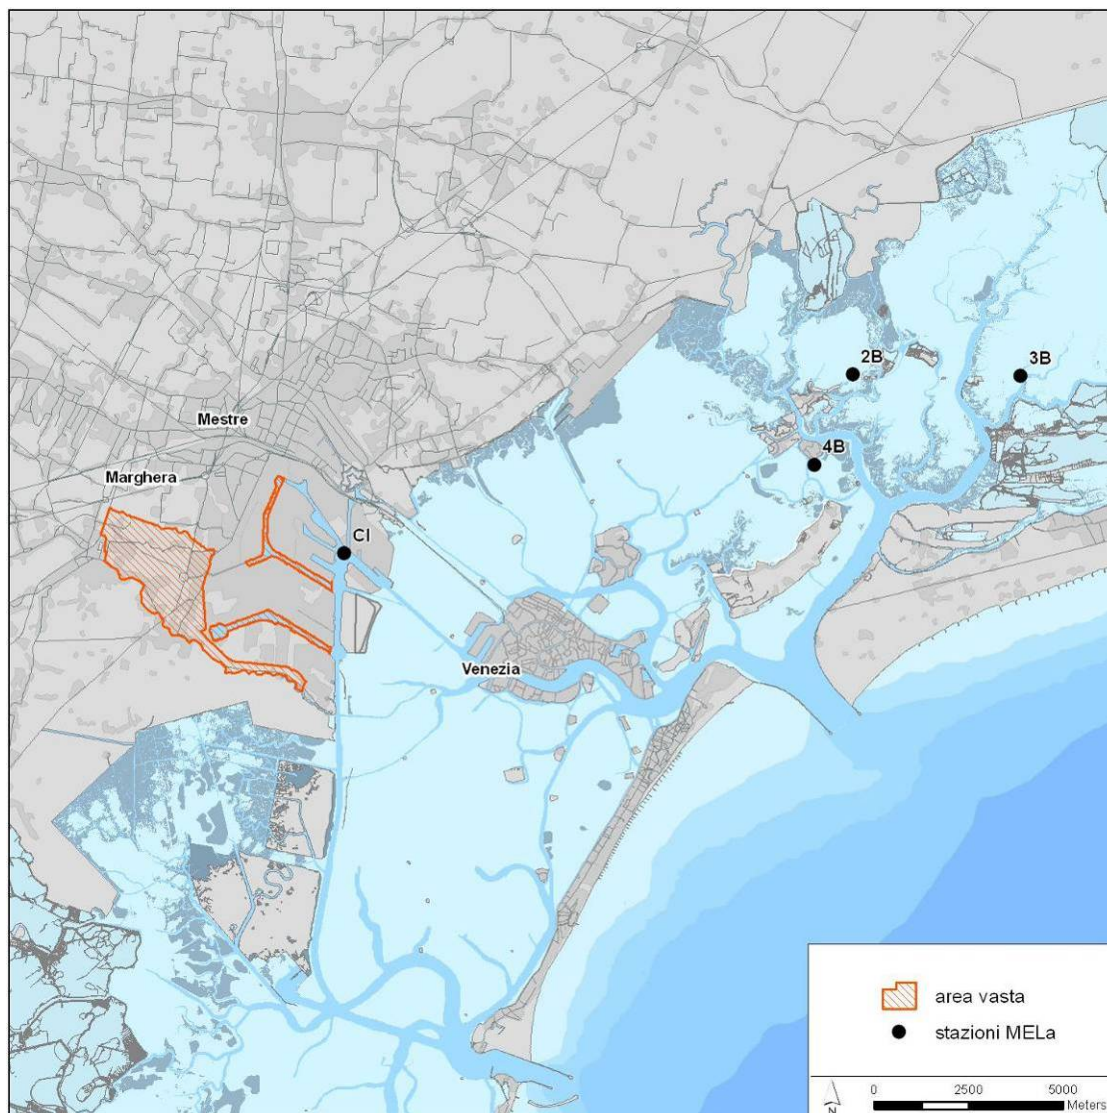 2B
3B
Mestre
4B
Marghera
CI
Venezia
area vasta
stazioni MELa
0 2500 5000
Meters
N